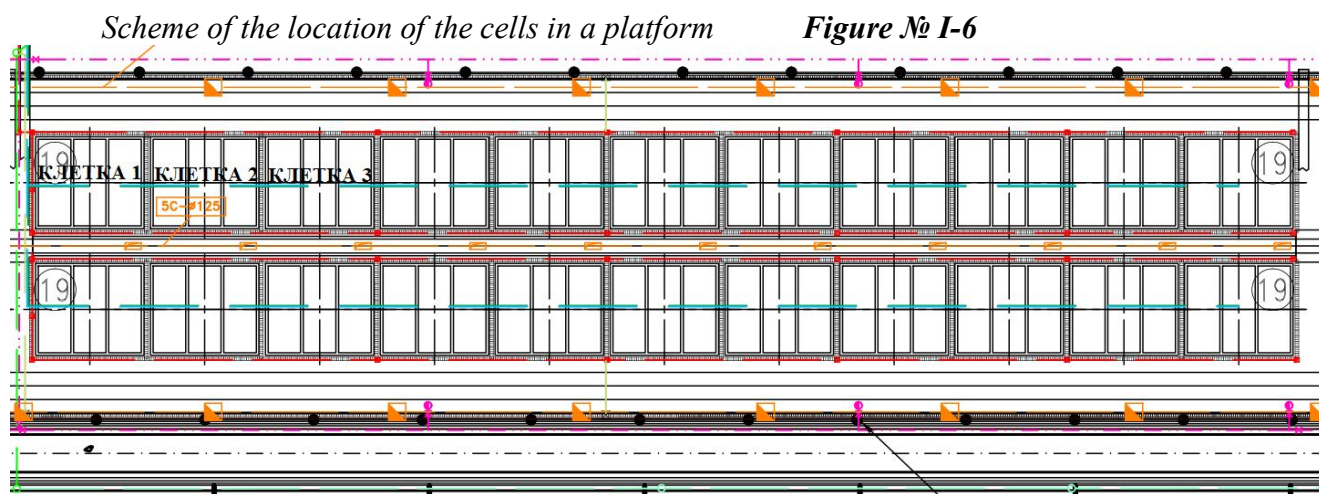 Scheme of the location of the cells in a platform Figure № I-6
19 19
КЛЕТКА 1 КЛЕТКА 2 КЛЕТКА 3
5C-ø125
19 19